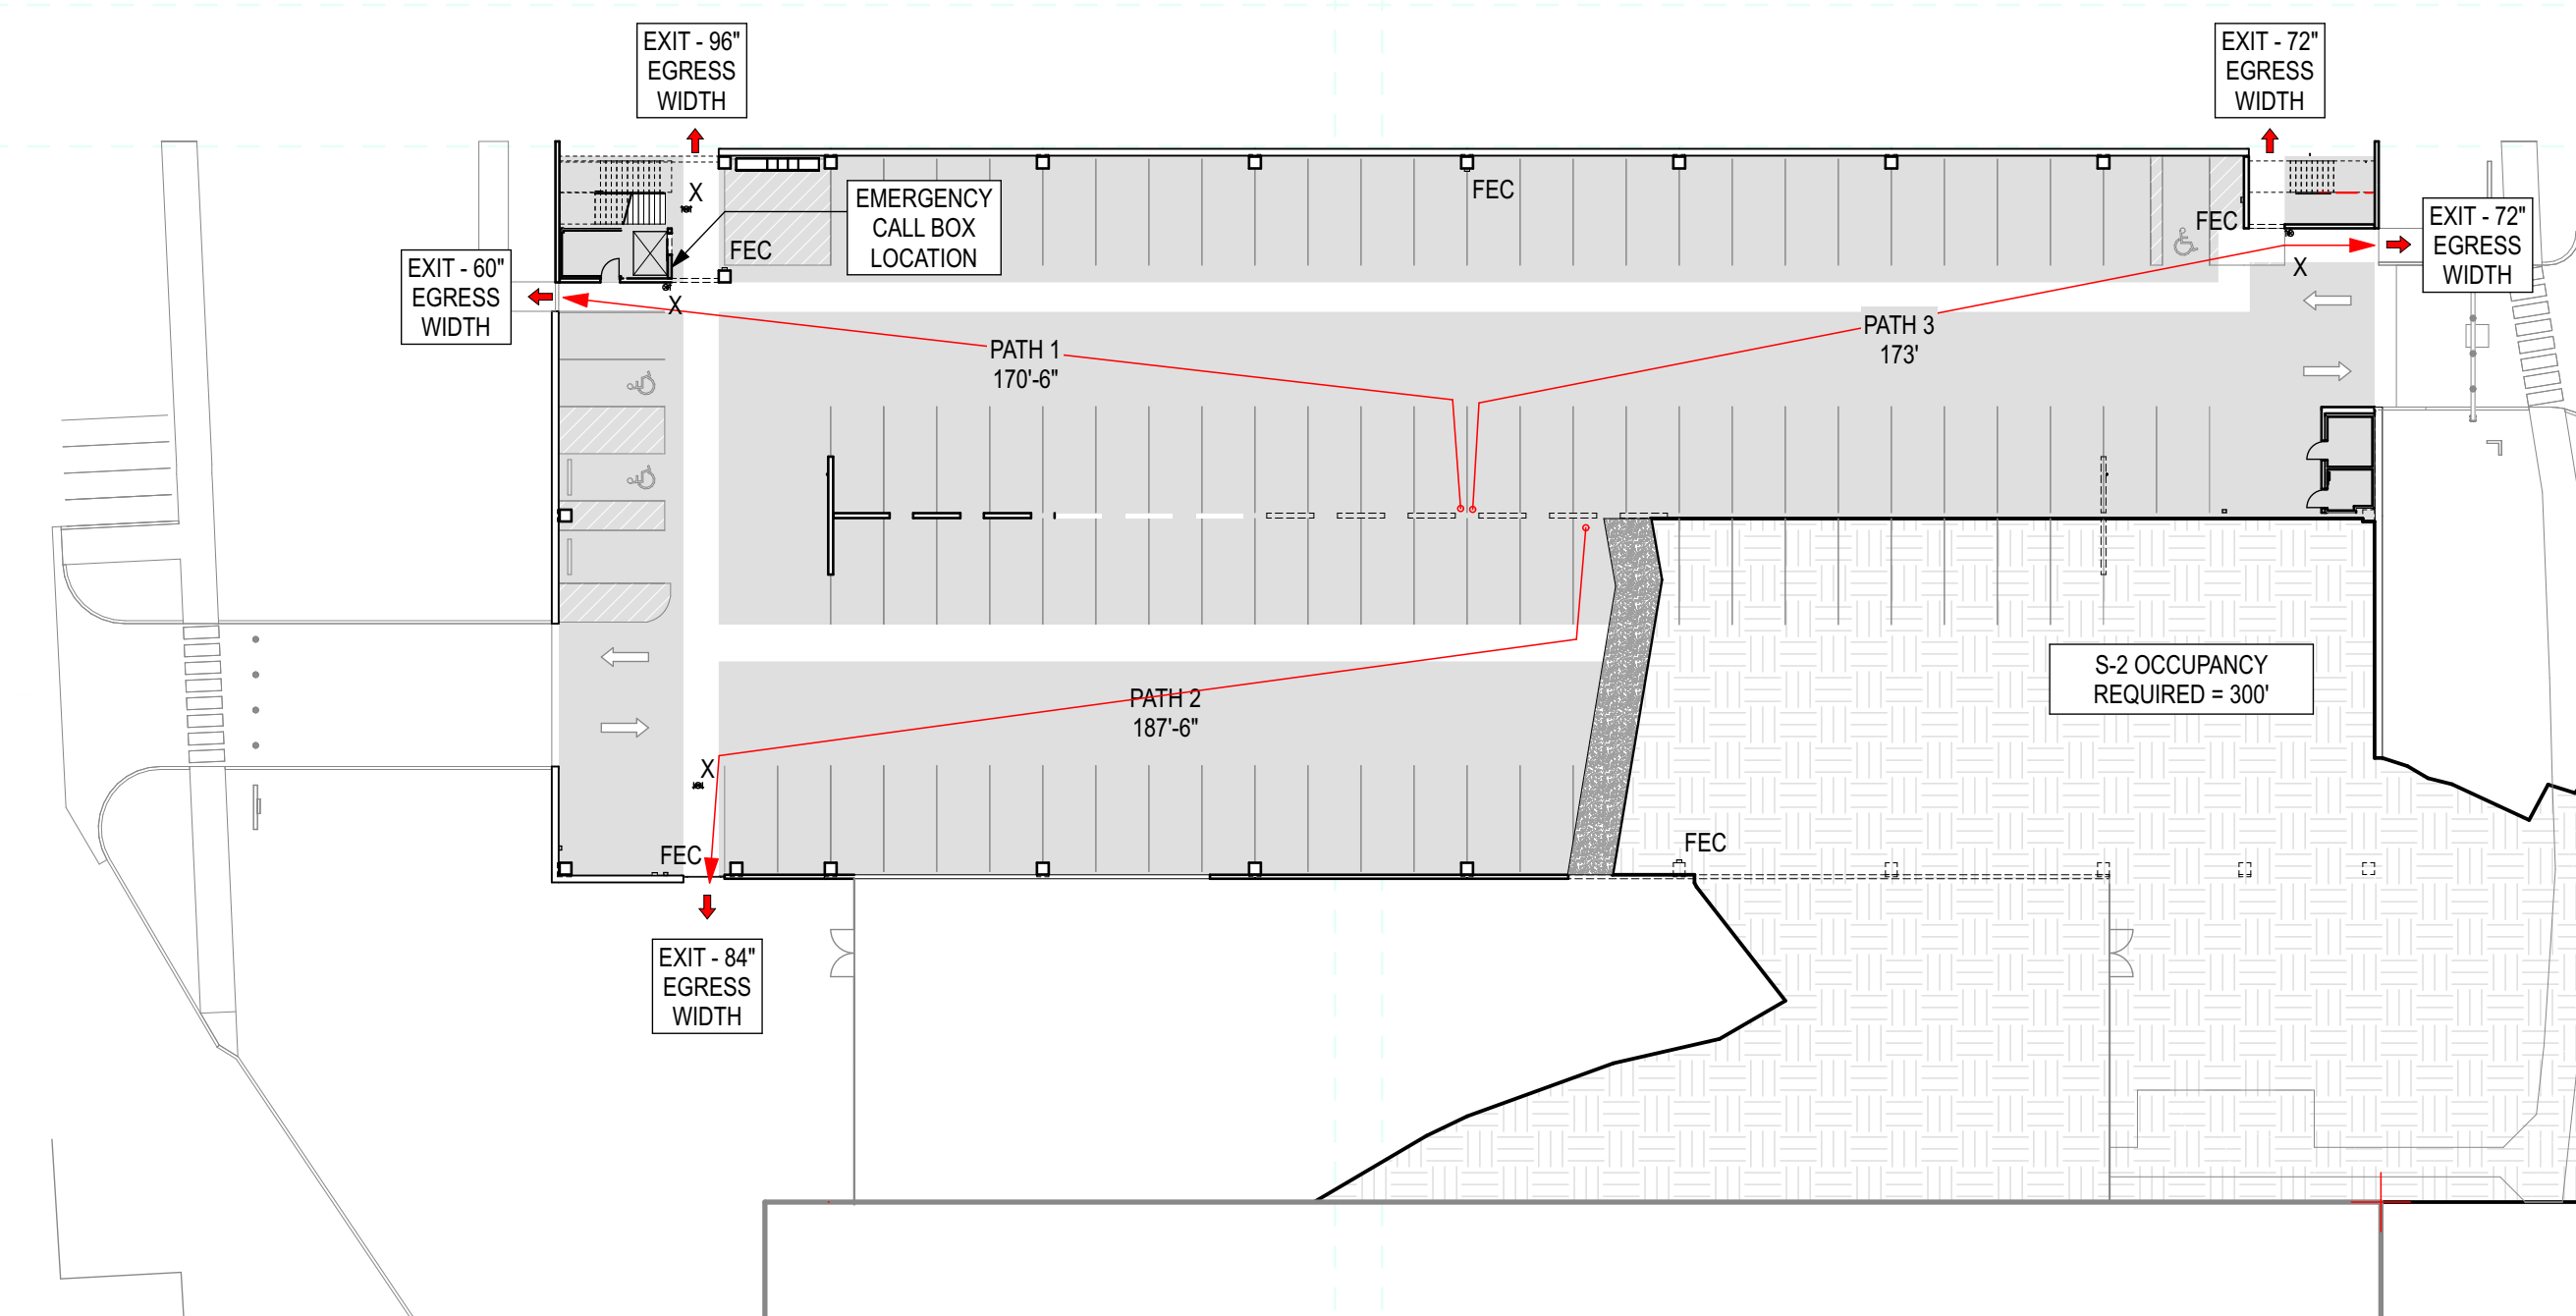 EXIT - 96"
EGRESS
WIDTH
EXIT - 72"
EGRESS
WIDTH
X
EMERGENCY
CALL BOX
LOCATION
FEC
FEC
FEC
EXIT - 60"
EGRESS
WIDTH
EXIT - 72"
EGRESS
WIDTH
X
X
PATH 1
170'-6"
PATH 3
173'
S-2 OCCUPANCY
REQUIRED = 300'
PATH 2
187'-6"
X
FEC
FEC
EXIT - 84"
EGRESS
WIDTH